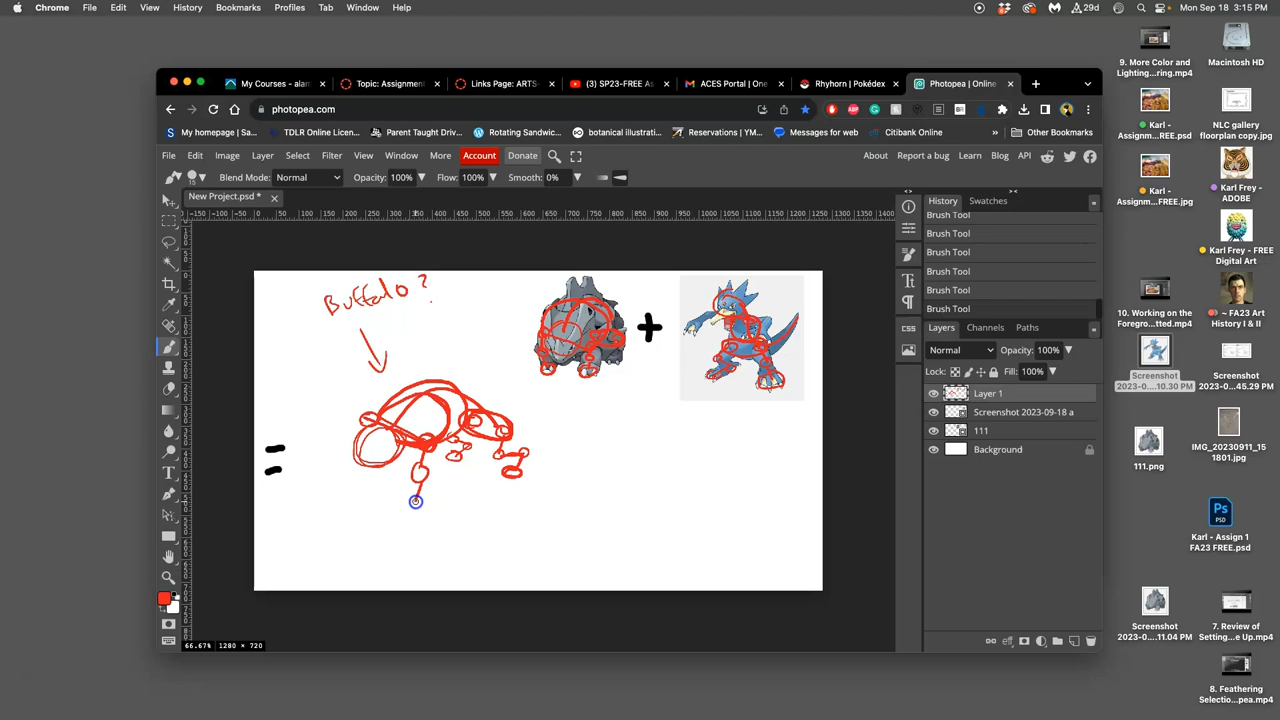 Chrome File Edit View History Bookmarks Profiles Tab Window Help
29d Mon Sep 18 3:15 PM
My Courses - alam
Topic: Assignment
Links Page: ARTS-
(3) SP23-FREE As
ACES Portal | One
Rhyhorn | Pokédex
Photopea | Online
photopea.com
My homepage | Sa...
TDLR Online Licen...
Parent Taught Driv...
Rotating Sandwic...
botanical illustrati...
Reservations | YM...
Messages for web
Citibank Online
»
Other Bookmarks
File Edit Image Layer Select Filter View Window More Account Donate
About Report a bug Learn Blog API
15 Blend Mode: Normal Opacity: 100% Flow: 100% Smooth: 0%
New Project.psd *
Buffalo ?
+
=
66.67% 1280 × 720
History Swatches
Brush Tool
Brush Tool
Brush Tool
Brush Tool
Brush Tool
Brush Tool
CSS
Layers Channels Paths
Normal Opacity: 100%
Lock: Fill: 100%
Layer 1
Screenshot 2023-09-18 a
111
Background
eff
9. More Color and
Lighting...ring.mp4
Macintosh HD
Karl -
Assignm...REE.psd
NLC gallery
floorplan copy.jpg
Karl -
Assignm...FREE.jpg
Karl Frey -
ADOBE
Karl Frey - FREE
Digital Art
10. Working on the
Foregro...tted.mp4
~ FA23 Art
History I & II
Screenshot
2023-0...10.30 PM
Screenshot
2023-0...45.29 PM
111.png
IMG_20230911_15
1801.jpg
Ps
PSD
Karl - Assign 1
FA23 FREE.psd
Screenshot
2023-0...11.04 PM
7. Review of
Setting...e Up.mp4
8. Feathering
Selectio...pea.mp4